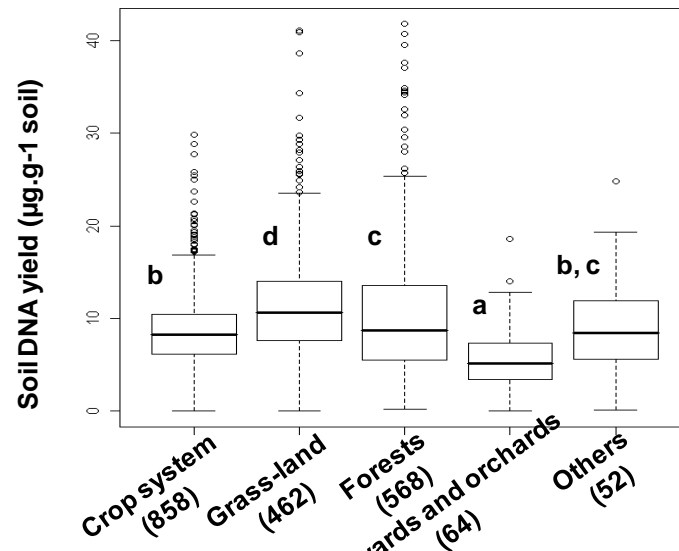 Soil DNA yield (µg.g-1 soil)
40
30
20
10
0
b
d
c
a
b, c
Crop system
(858)
Grass-land
(462)
Forests
(568)
and orchards
(64)
Others
(52)